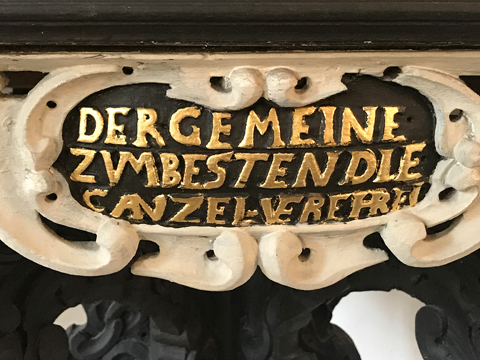 DER GEMEINE
ZVM BESTEN DIE
CANZEL VEREHREt